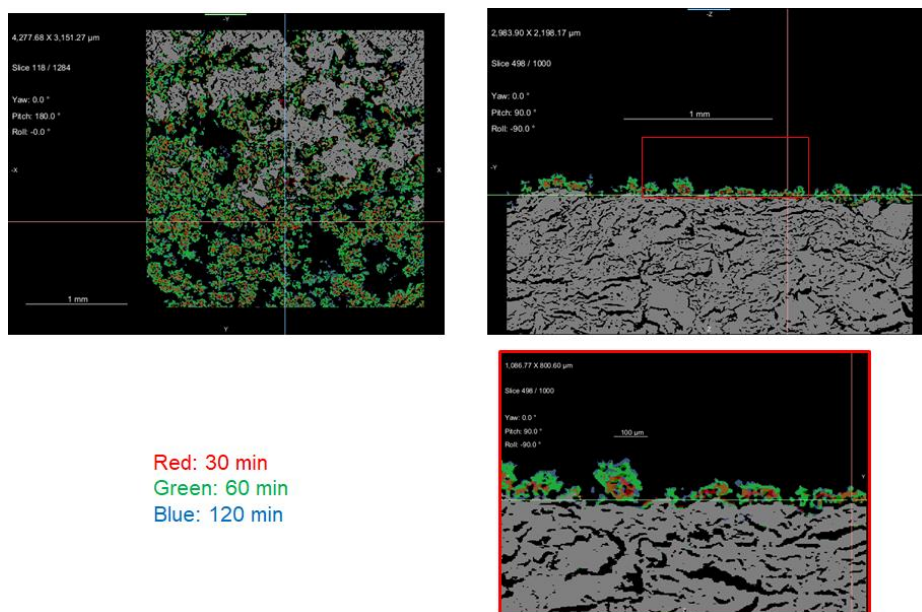 -Y
4,277.68 X 3,151.27 µm
Slice 118 / 1284
Yaw: 0.0 °
Pitch: 180.0 °
Roll: -0.0 °
-X
X
1 mm
Y
-Z
2,983.90 X 2,198.17 µm
Slice 498 / 1000
Yaw: 0.0 °
Pitch: 90.0 °
Roll: -90.0 °
1 mm
-Y
Z
1,086.77 X 800.60 µm
Slice 498 / 1000
Yaw: 0.0 °
Pitch: 90.0 °
Roll: -90.0 °
100 µm
Y
Red: 30 min
Green: 60 min
Blue: 120 min